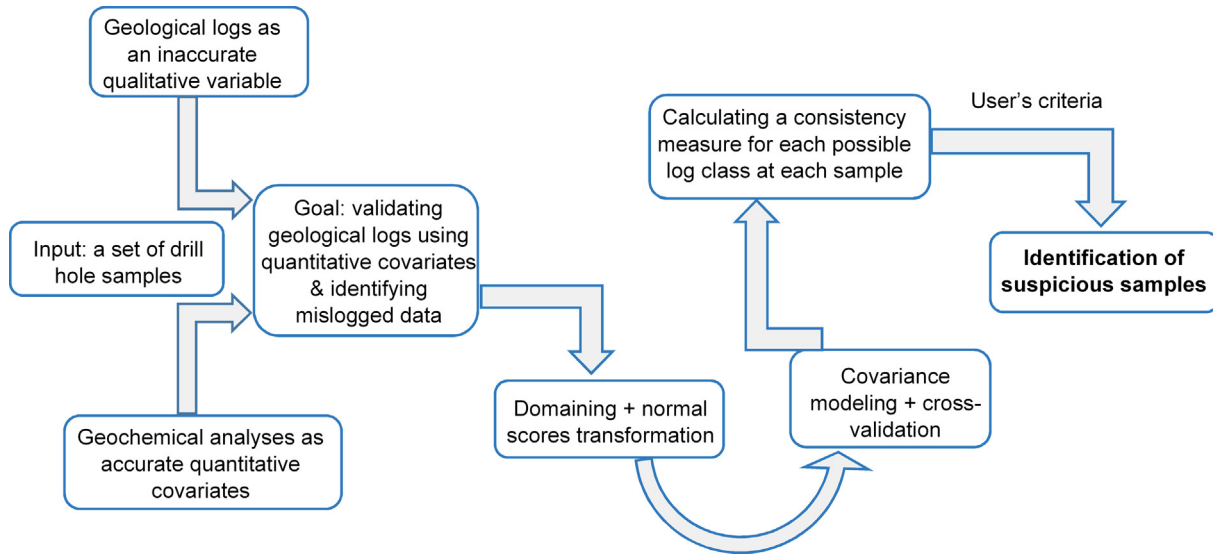 Geological logs as
an inaccurate
qualitative variable
Input: a set of drill
hole samples
Geochemical analyses as
accurate quantitative
covariates
Goal: validating
geological logs using
quantitative covariates
& identifying
mislogged data
Domaining + normal
scores transformation
Covariance
modeling + cross-
validation
Calculating a consistency
measure for each possible
log class at each sample
User's criteria
Identification of
suspicious samples